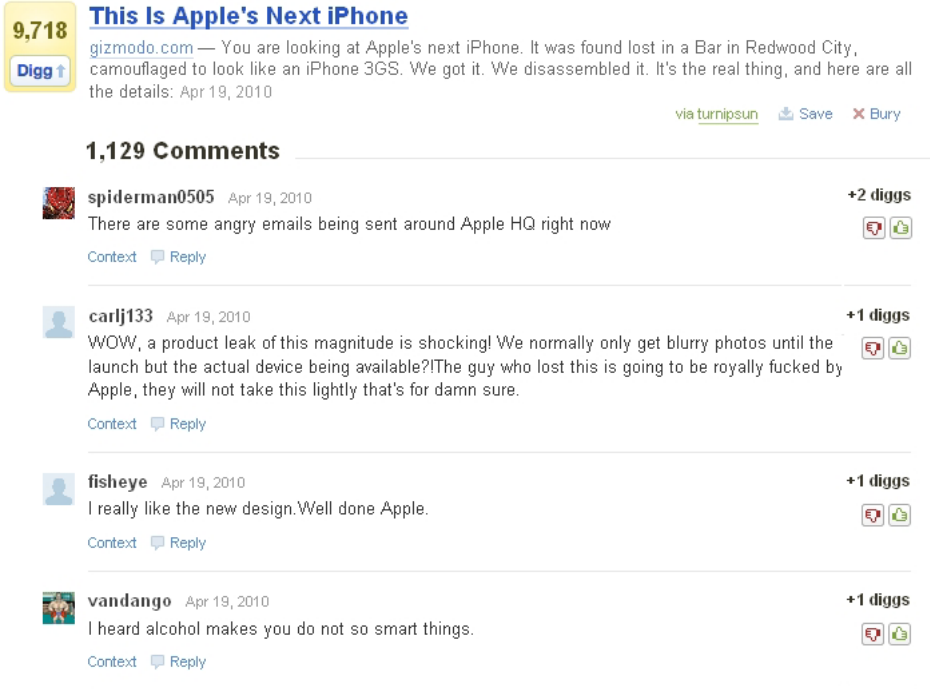 9,718
Digg
This Is Apple's Next iPhone
gizmodo.com — You are looking at Apple's next iPhone. It was found lost in a Bar in Redwood City,
camouflaged to look like an iPhone 3GS. We got it. We disassembled it. It's the real thing, and here are all
the details: Apr 19, 2010
via turnipsun Save Bury
1,129 Comments
spiderman0505 Apr 19, 2010 +2 diggs
There are some angry emails being sent around Apple HQ right now
Context Reply
carlj133 Apr 19, 2010 +1 diggs
WOW, a product leak of this magnitude is shocking! We normally only get blurry photos until the
launch but the actual device being available?!The guy who lost this is going to be royally fucked by
Apple, they will not take this lightly that's for damn sure.
Context Reply
fisheye Apr 19, 2010 +1 diggs
I really like the new design.Well done Apple.
Context Reply
vandango Apr 19, 2010 +1 diggs
I heard alcohol makes you do not so smart things.
Context Reply